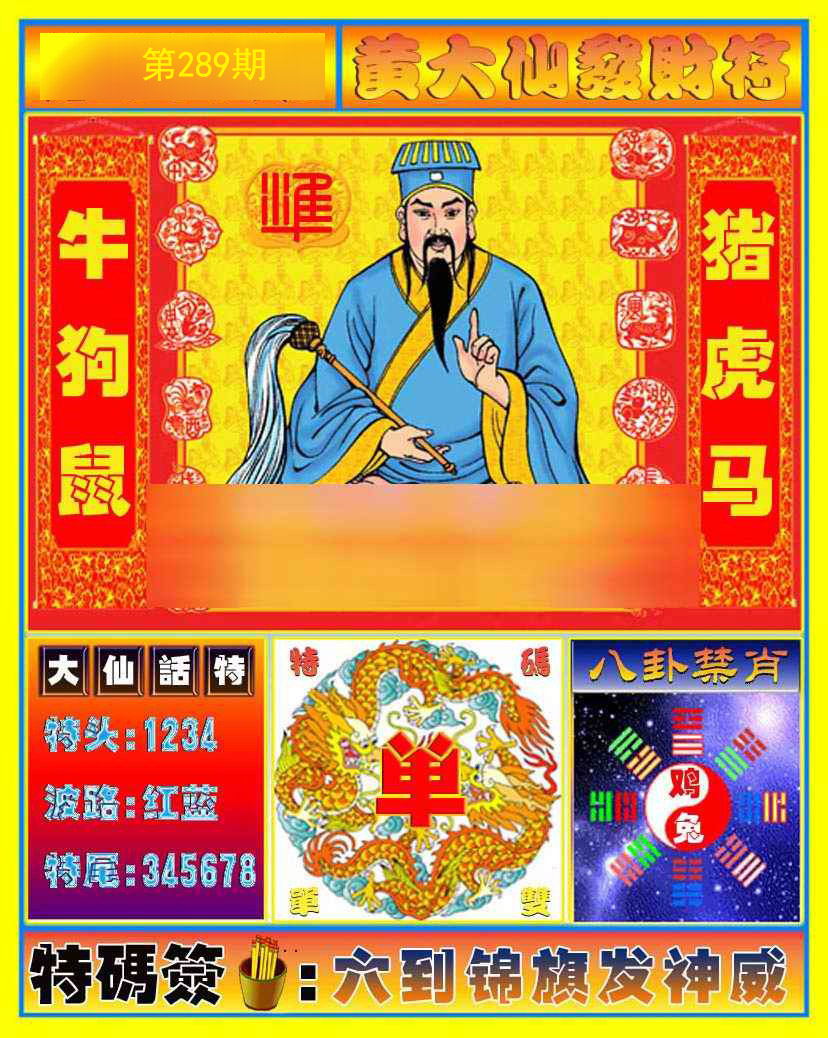 第289期
黄大仙發財符
牛狗鼠
猪虎马
大仙話特
特头:1234
波路:红蓝
特尾:345678
特碼
单
單雙
八卦禁肖
鸡
兔
特碼簽:六到锦旗发神威